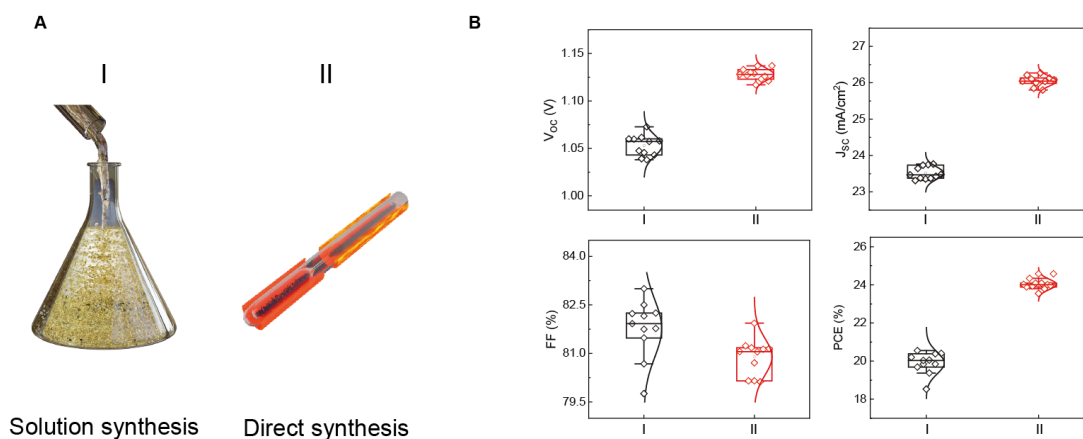 A
I
II
Solution synthesis
Direct synthesis
B
1.15
1.10
1.05
1.00
V_OC (V)
I
II
27
26
25
24
23
J_SC (mA/cm²)
I
II
84.0
82.5
81.0
79.5
FF (%)
I
II
26
24
22
20
18
PCE (%)
I
II